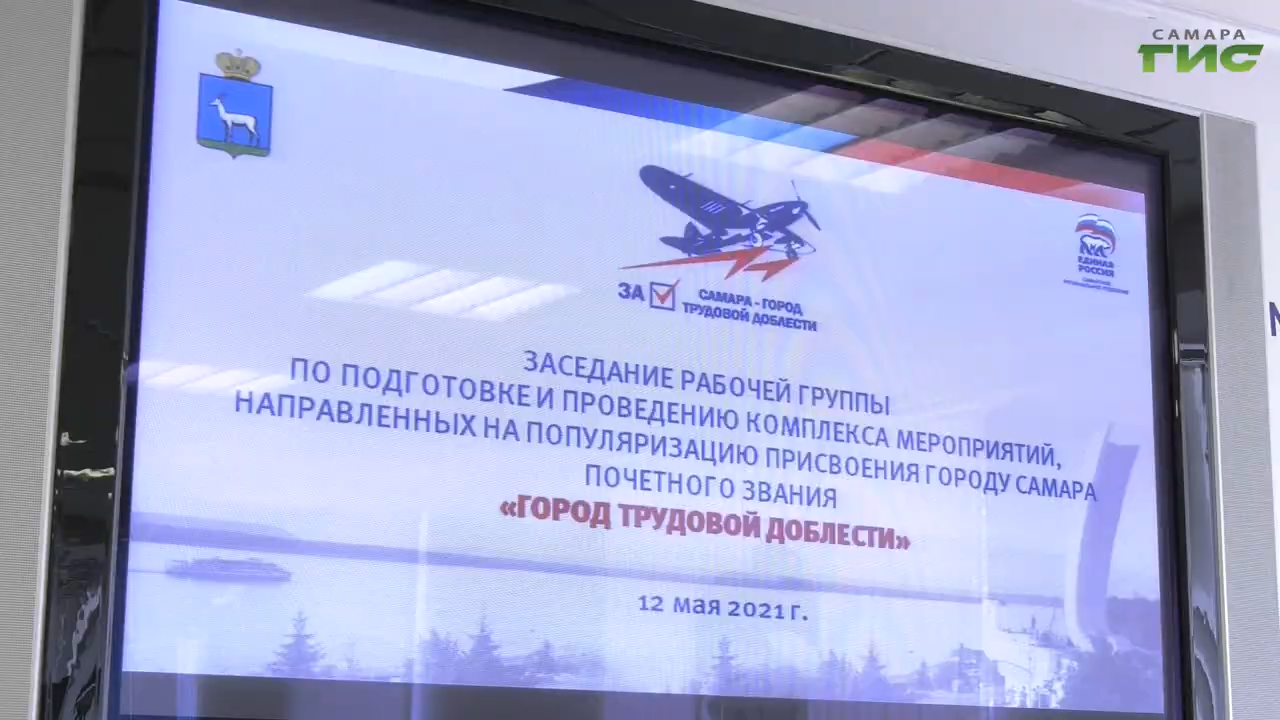 САМАРА
ГИС
ЕДИНАЯ
РОССИЯ
ЗА
САМАРА - ГОРОД
ТРУДОВОЙ ДОБЛЕСТИ
ЗАСЕДАНИЕ РАБОЧЕЙ ГРУППЫ
ПО ПОДГОТОВКЕ И ПРОВЕДЕНИЮ КОМПЛЕКСА МЕРОПРИЯТИЙ,
НАПРАВЛЕННЫХ НА ПОПУЛЯРИЗАЦИЮ ПРИСВОЕНИЯ ГОРОДУ САМАРА
ПОЧЕТНОГО ЗВАНИЯ
«ГОРОД ТРУДОВОЙ ДОБЛЕСТИ»
12 мая 2021 г.